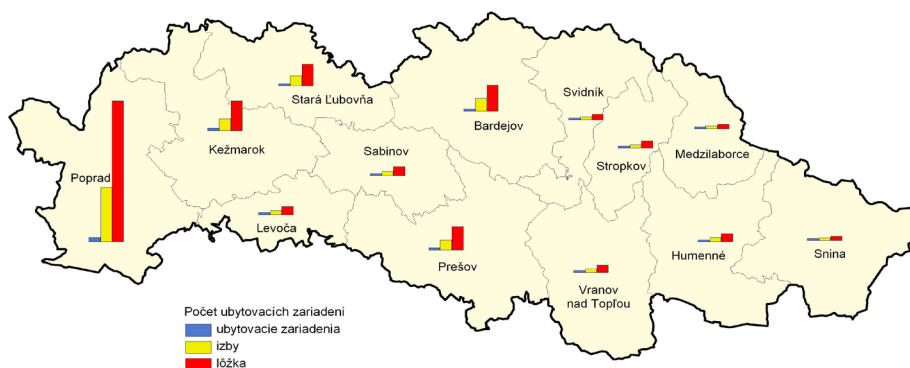 Svidník
Stará Ľubovňa
Bardejov
Kežmarok
Sabinov
Stropkov
Medzilaborce
Poprad
Levoča
Prešov
Humenné
Snina
Vranov
nad Topľou
Počet ubytovacích zariadení
ubytovacie zariadenia
izby
lôžka